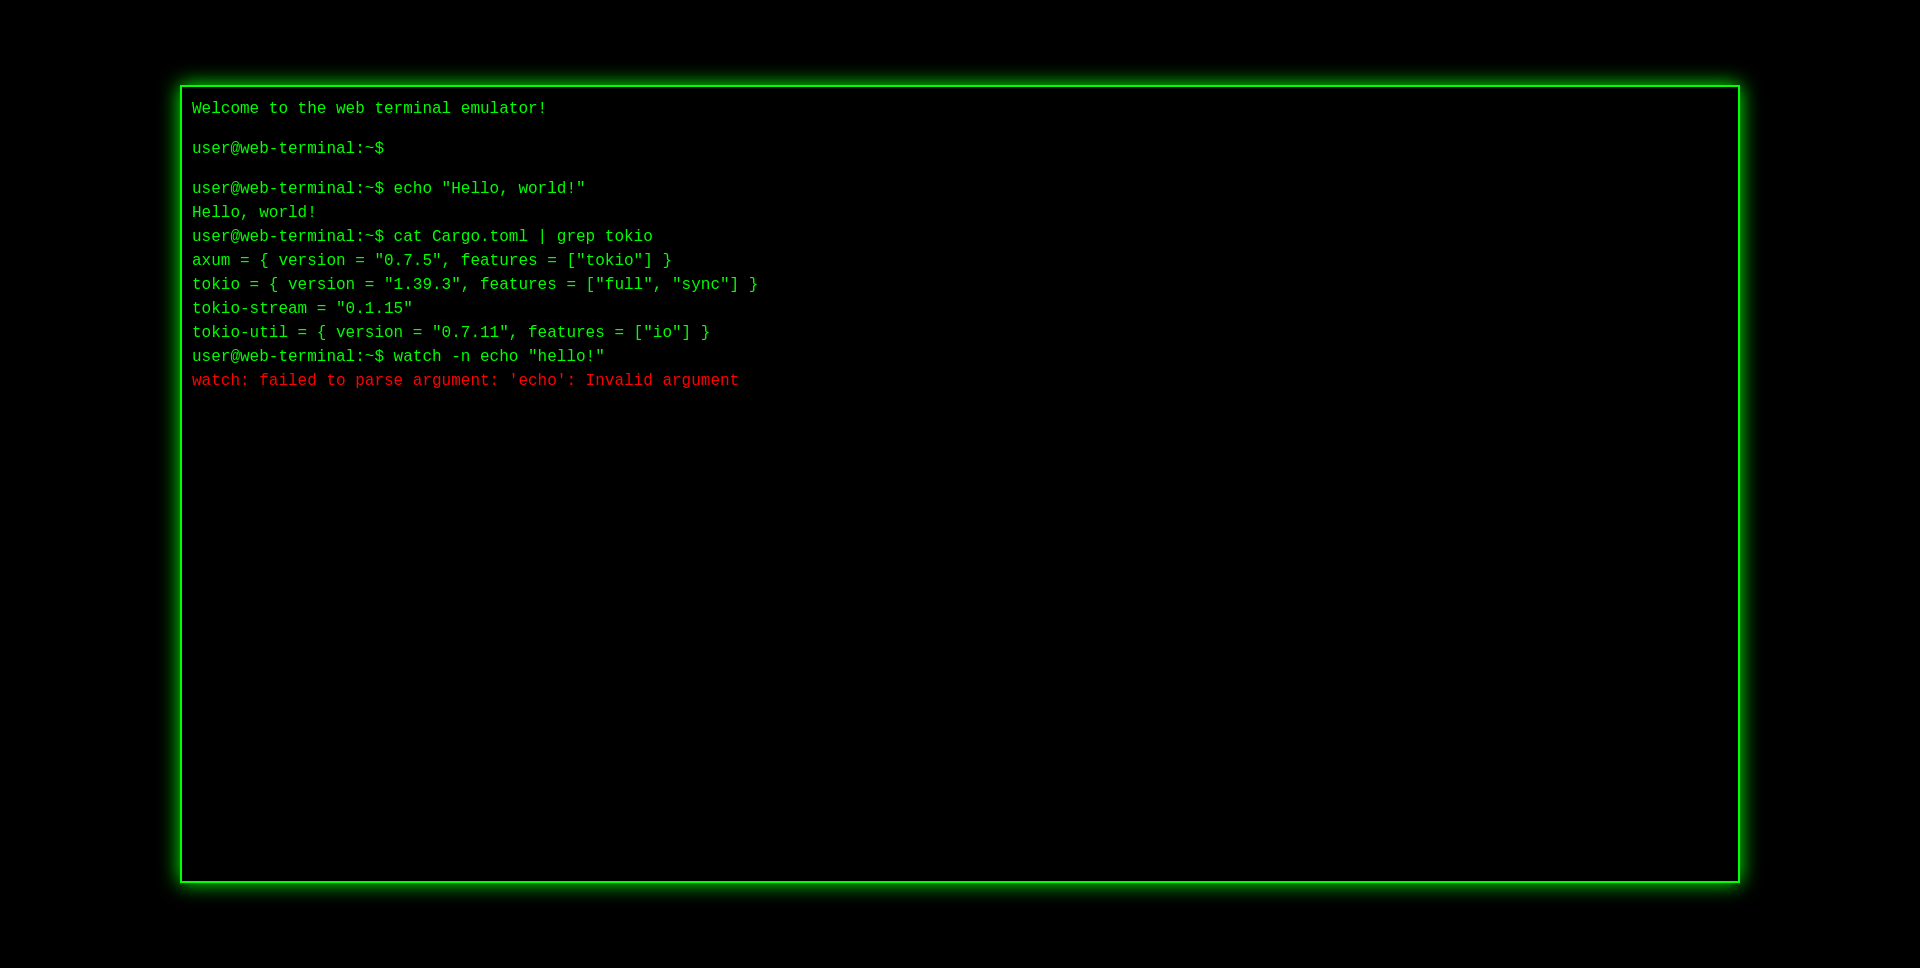 Welcome to the web terminal emulator!
user@web-terminal:~$
user@web-terminal:~$ echo "Hello, world!"
Hello, world!
user@web-terminal:~$ cat Cargo.toml | grep tokio
axum = { version = "0.7.5", features = ["tokio"] }
tokio = { version = "1.39.3", features = ["full", "sync"] }
tokio-stream = "0.1.15"
tokio-util = { version = "0.7.11", features = ["io"] }
user@web-terminal:~$ watch -n echo "hello!"
watch: failed to parse argument: 'echo': Invalid argument